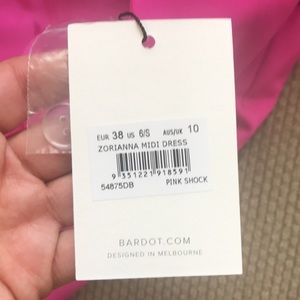 EUR 38 US 6/S AUS/UK 10
ZORIANNA MIDI DRESS
9 351221 918591
54875DB PINK SHOCK
BARDOT.COM
DESIGNED IN MELBOURNE